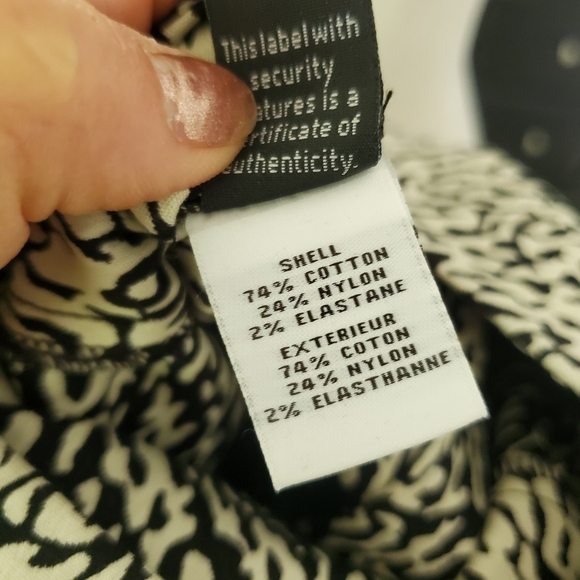 This label with
security
atures is a
rtificate of
uthenticity.
SHELL
74% COTTON
24% NYLON
2% ELASTANE
EXTERIEUR
74% COTON
24% NYLON
2% ELASTHANNE